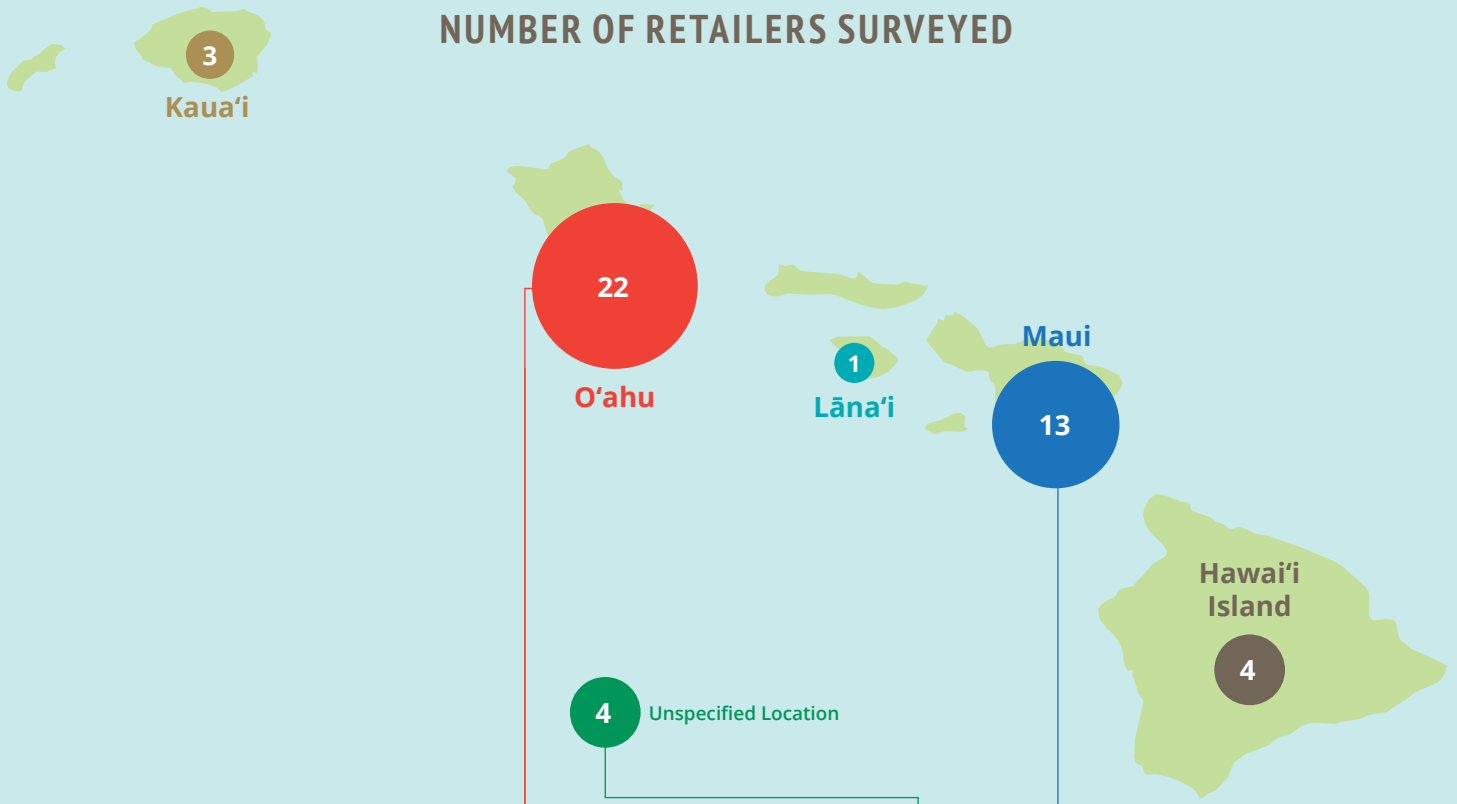 NUMBER OF RETAILERS SURVEYED
3
Kauaʻi
22
Oʻahu
1
Lānaʻi
Maui
13
Hawaiʻi
Island
4
4
Unspecified Location